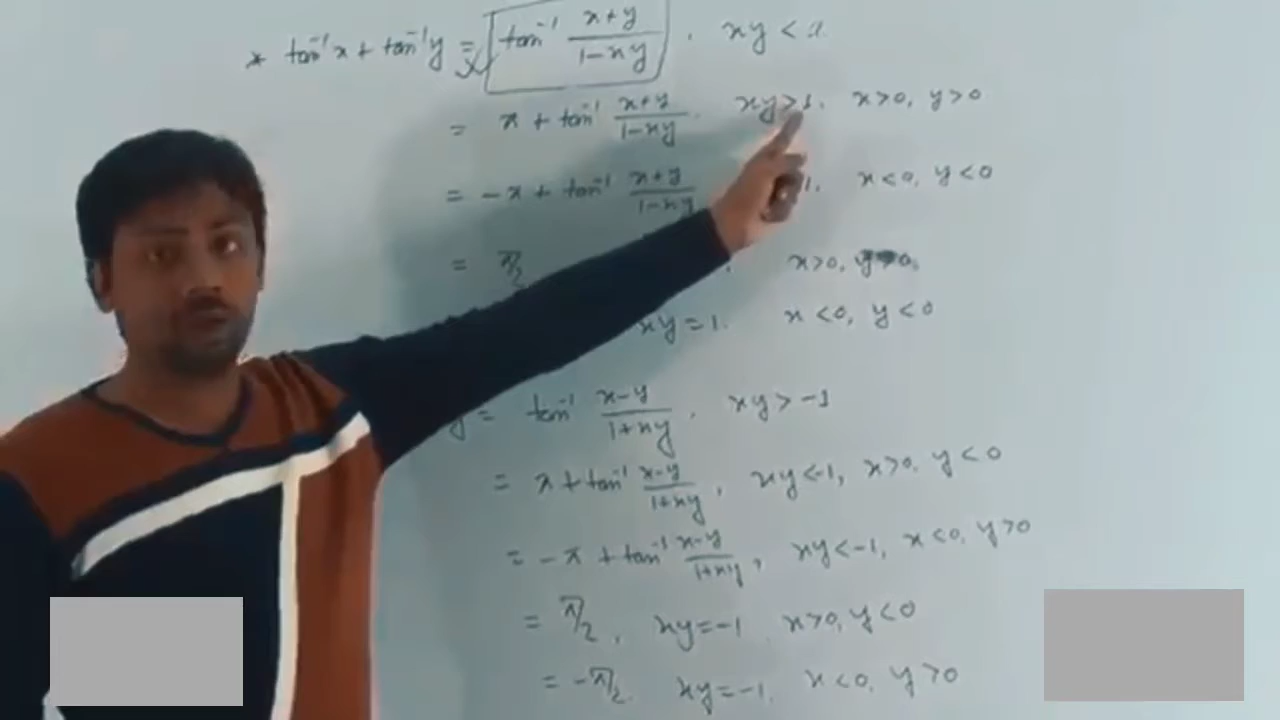 * tan⁻¹x + tan⁻¹y = tan⁻¹ (x+y)/(1-xy) , xy < 1
= π + tan⁻¹ (x+y)/(1-xy) , xy > 1, x>0, y>0
= -π + tan⁻¹ (x+y)/(1-xy) 1, x<0, y<0
= π/2 , x>0,
xy = 1. x<0, y<0
y = tan⁻¹ (x-y)/(1+xy) , xy > -1
= π + tan⁻¹ (x-y)/(1+xy) , xy<-1, x>0, y<0
= -π + tan⁻¹ (x-y)/(1+xy) , xy<-1, x<0, y>0
= π/2 , xy=-1 , x>0, y<0
= -π/2 , xy=-1, x<0, y>0